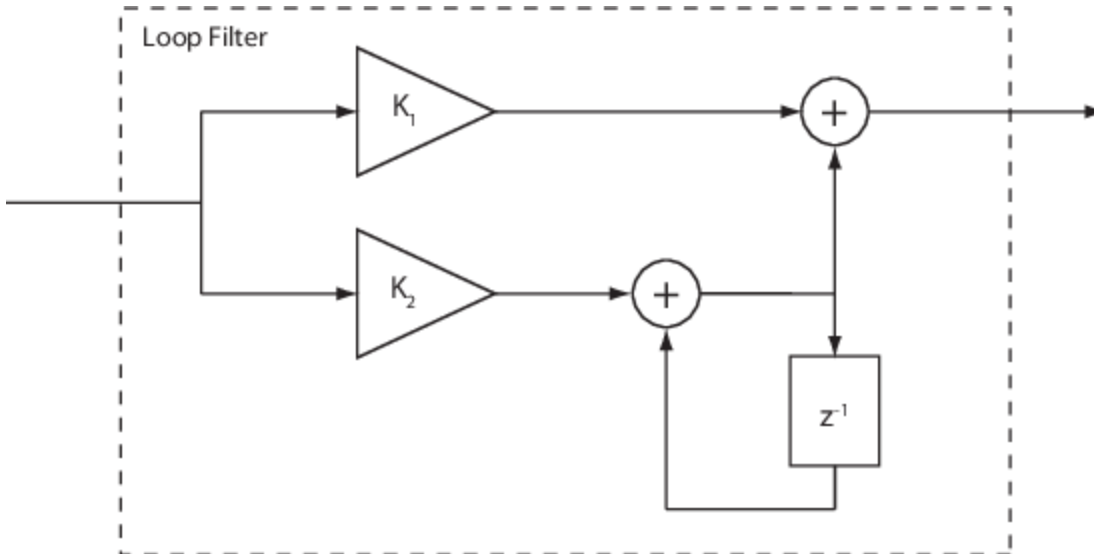 Loop Filter
K₁
+
K₂
+
z⁻¹